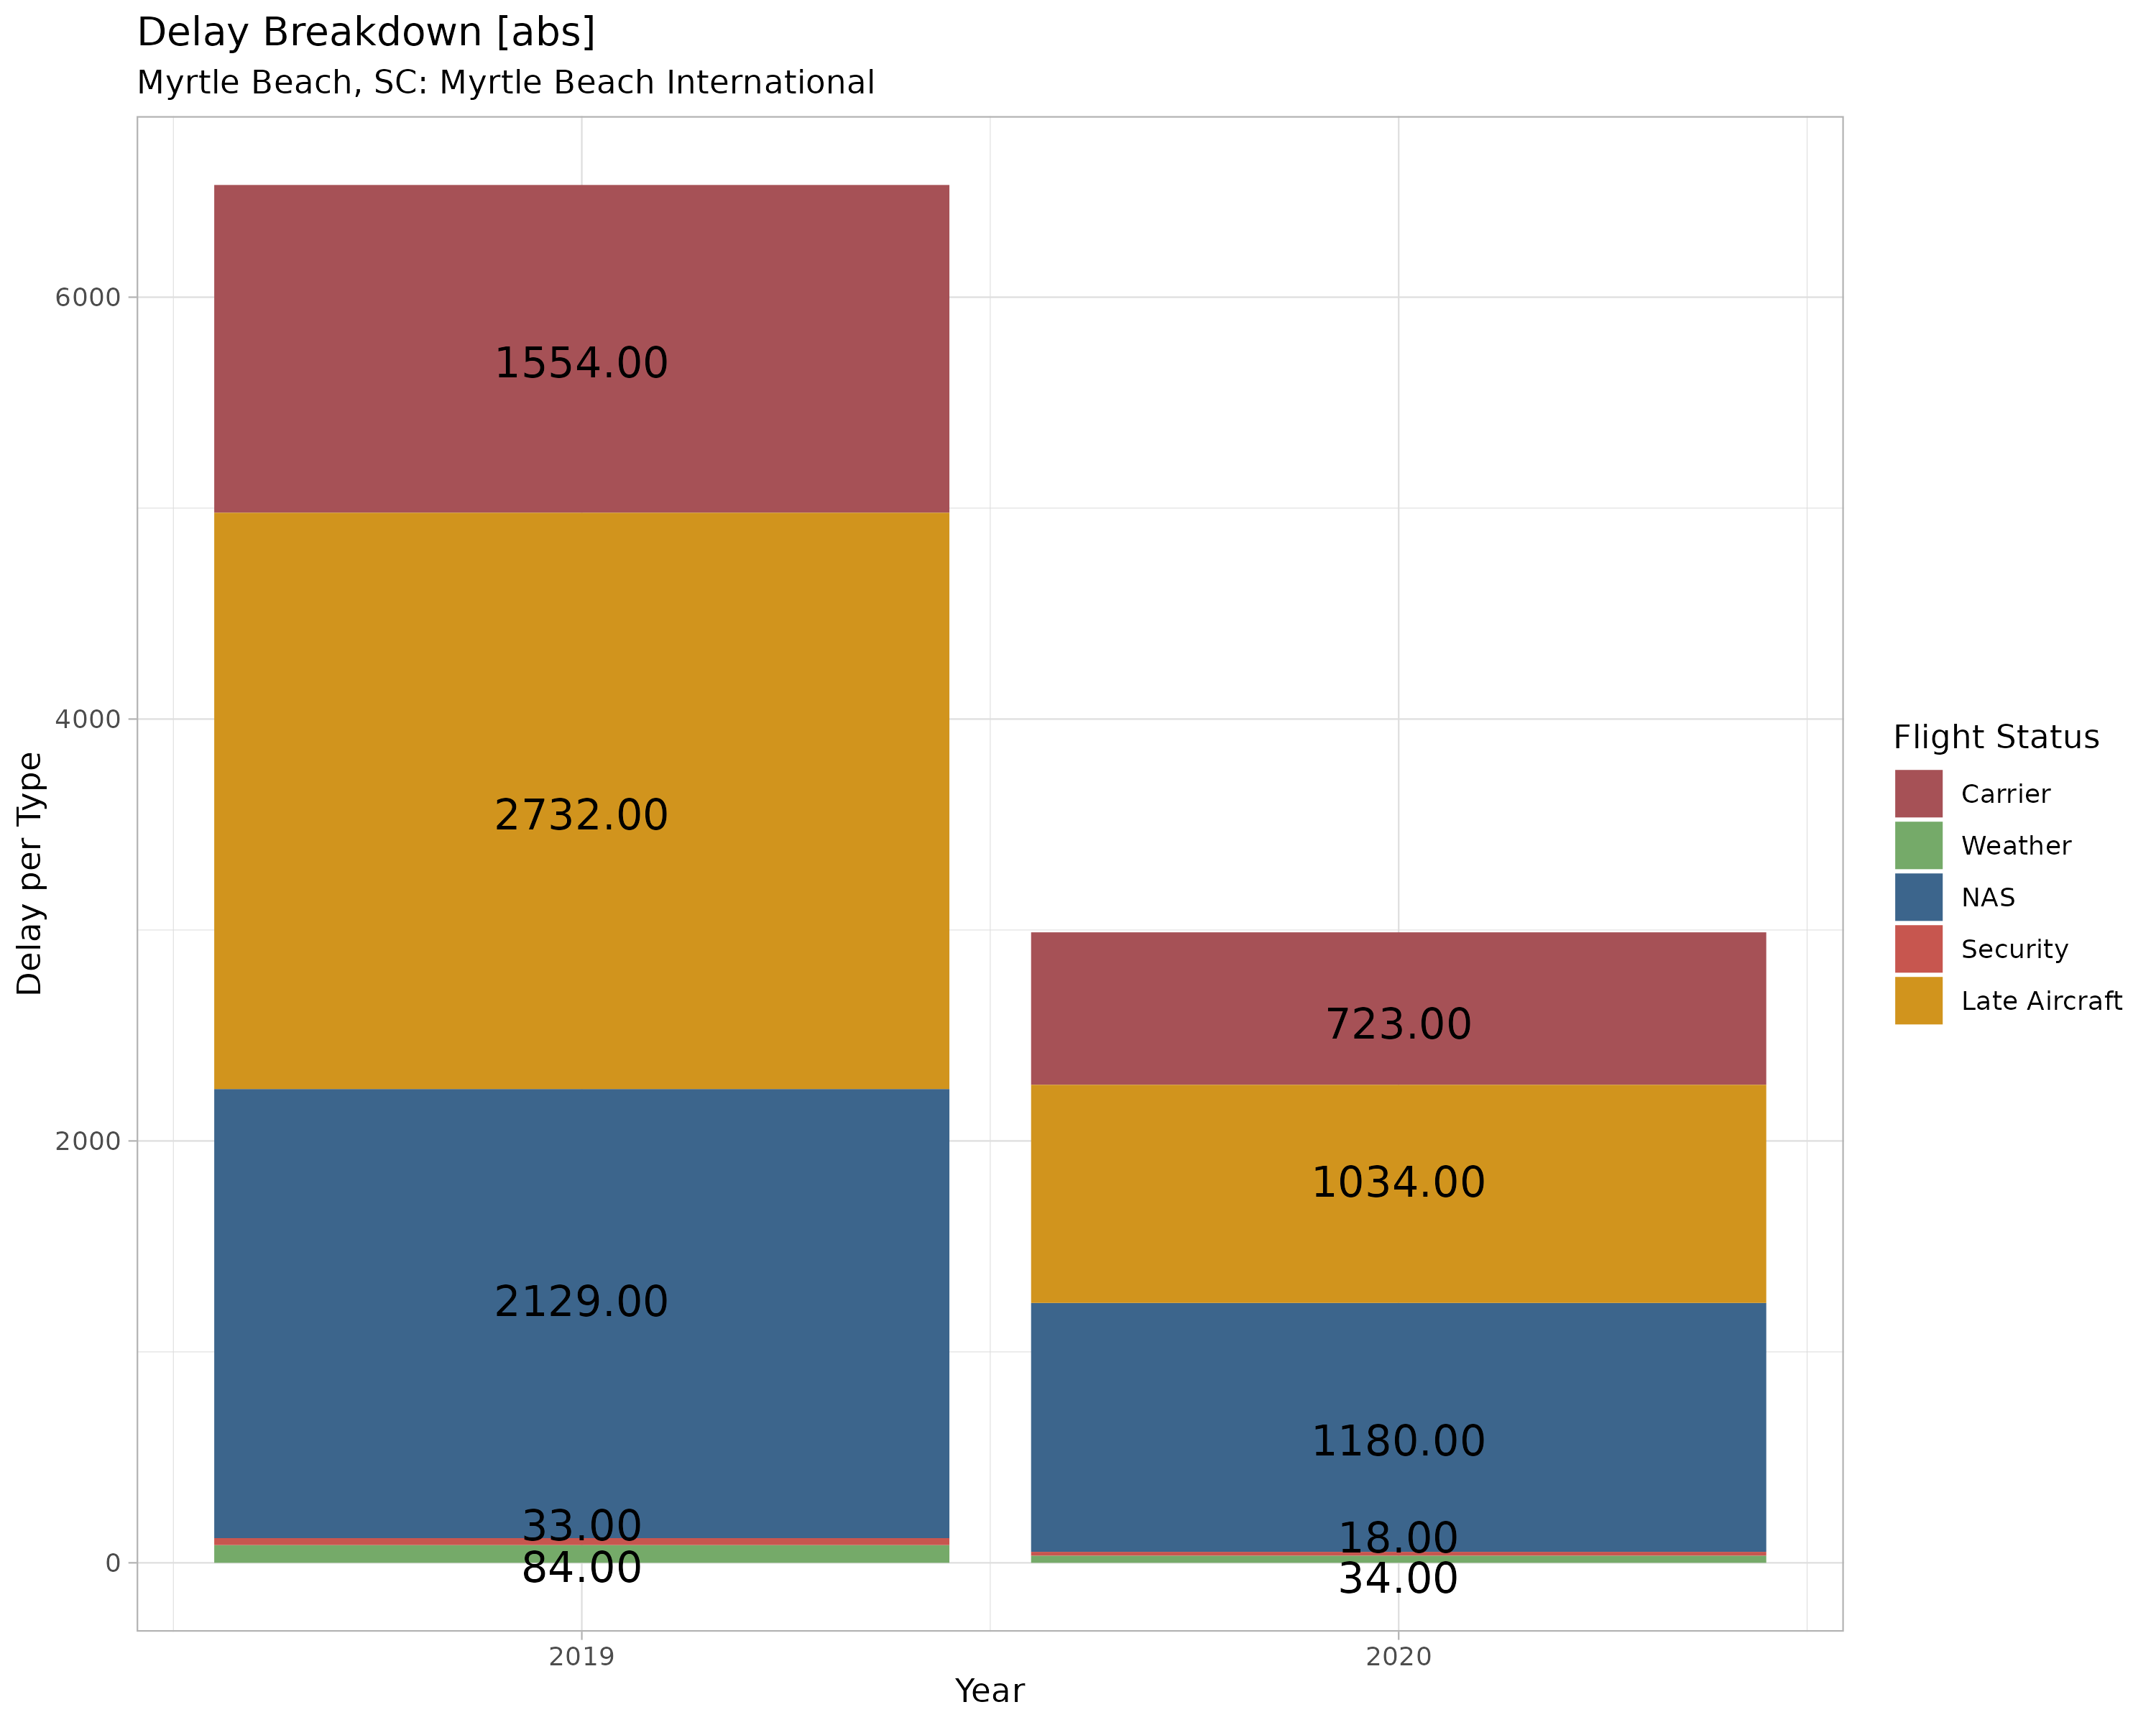 Delay Breakdown [abs]
Myrtle Beach, SC: Myrtle Beach International
Delay per Type
6000
4000
2000
0
1554.00
2732.00
2129.00
33.00
84.00
723.00
1034.00
1180.00
18.00
34.00
2019
2020
Year
Flight Status
Carrier
Weather
NAS
Security
Late Aircraft